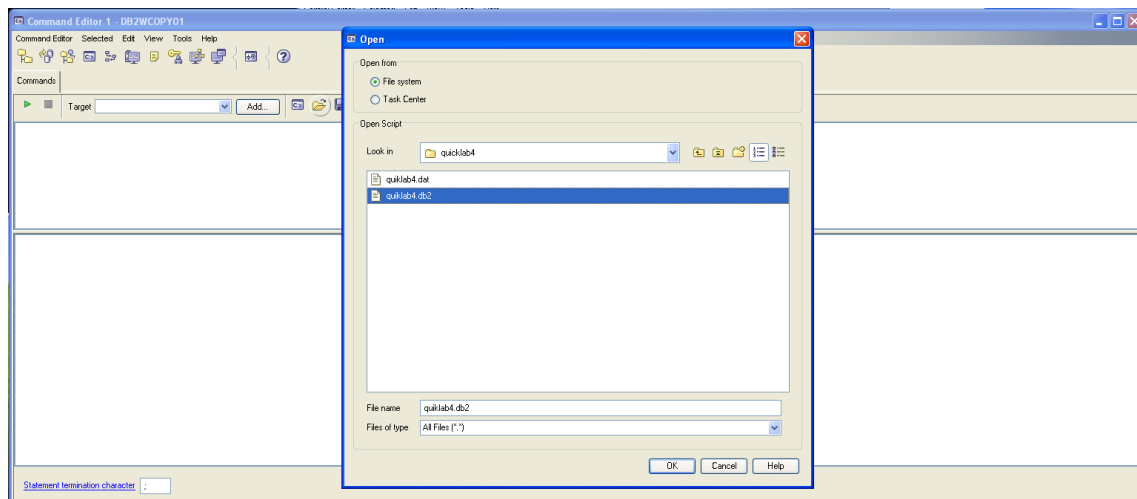 Command Editor 1 - DB2WCOPY01
Command Editor Selected Edit View Tools Help
Commands
Target Add...
Statement termination character ;
Open
Open from
File system
Task Center
Open Script
Look in quicklab4
quiklab4.dat
quiklab4.db2
File name quiklab4.db2
Files of type All Files (*.*)
OK Cancel Help